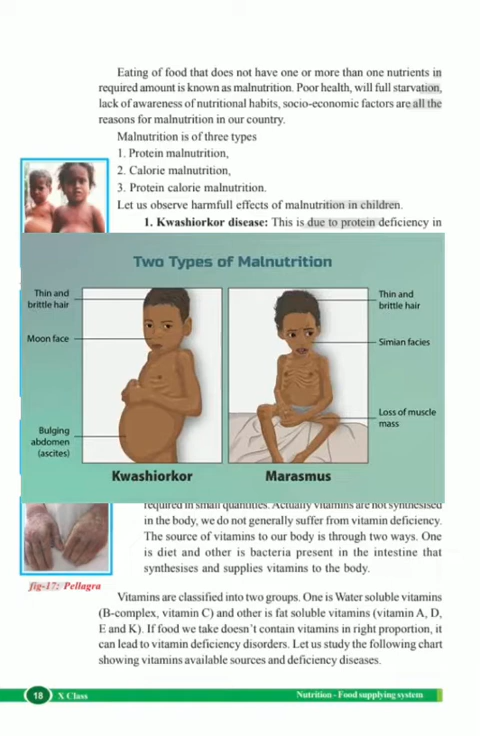 Eating of food that does not have one or more than one nutrients in
required amount is known as malnutrition. Poor health, will full starvation,
lack of awareness of nutritional habits, socio-economic factors are all the
reasons for malnutrition in our country.
Malnutrition is of three types
1. Protein malnutrition,
2. Calorie malnutrition,
3. Protein calorie malnutrition.
Let us observe harmfull effects of malnutrition in children.
1. Kwashiorkor disease: This is due to protein deficiency in
Two Types of Malnutrition
Thin and
brittle hair
Moon face
Bulging
abdomen
(ascites)
Thin and
brittle hair
Simian facies
Loss of muscle
mass
Kwashiorkor
Marasmus
required in small quantities. Actually vitamins are not synthesised
in the body, we do not generally suffer from vitamin deficiency.
The source of vitamins to our body is through two ways. One
is diet and other is bacteria present in the intestine that
synthesises and supplies vitamins to the body.
fig-17: Pellagra
Vitamins are classified into two groups. One is Water soluble vitamins
(B-complex, vitamin C) and other is fat soluble vitamins (vitamin A, D,
E and K). If food we take doesn't contain vitamins in right proportion, it
can lead to vitamin deficiency disorders. Let us study the following chart
showing vitamins available sources and deficiency diseases.
18 X Class
Nutrition - Food supplying system